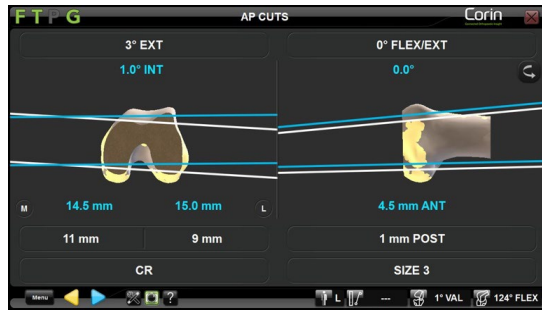 F T P G AP CUTS Corin
3° EXT 0° FLEX/EXT
1.0° INT 0.0°
M 14.5 mm 15.0 mm L 4.5 mm ANT
11 mm 9 mm 1 mm POST
CR SIZE 3
Menu ? L --- 1° VAL 124° FLEX